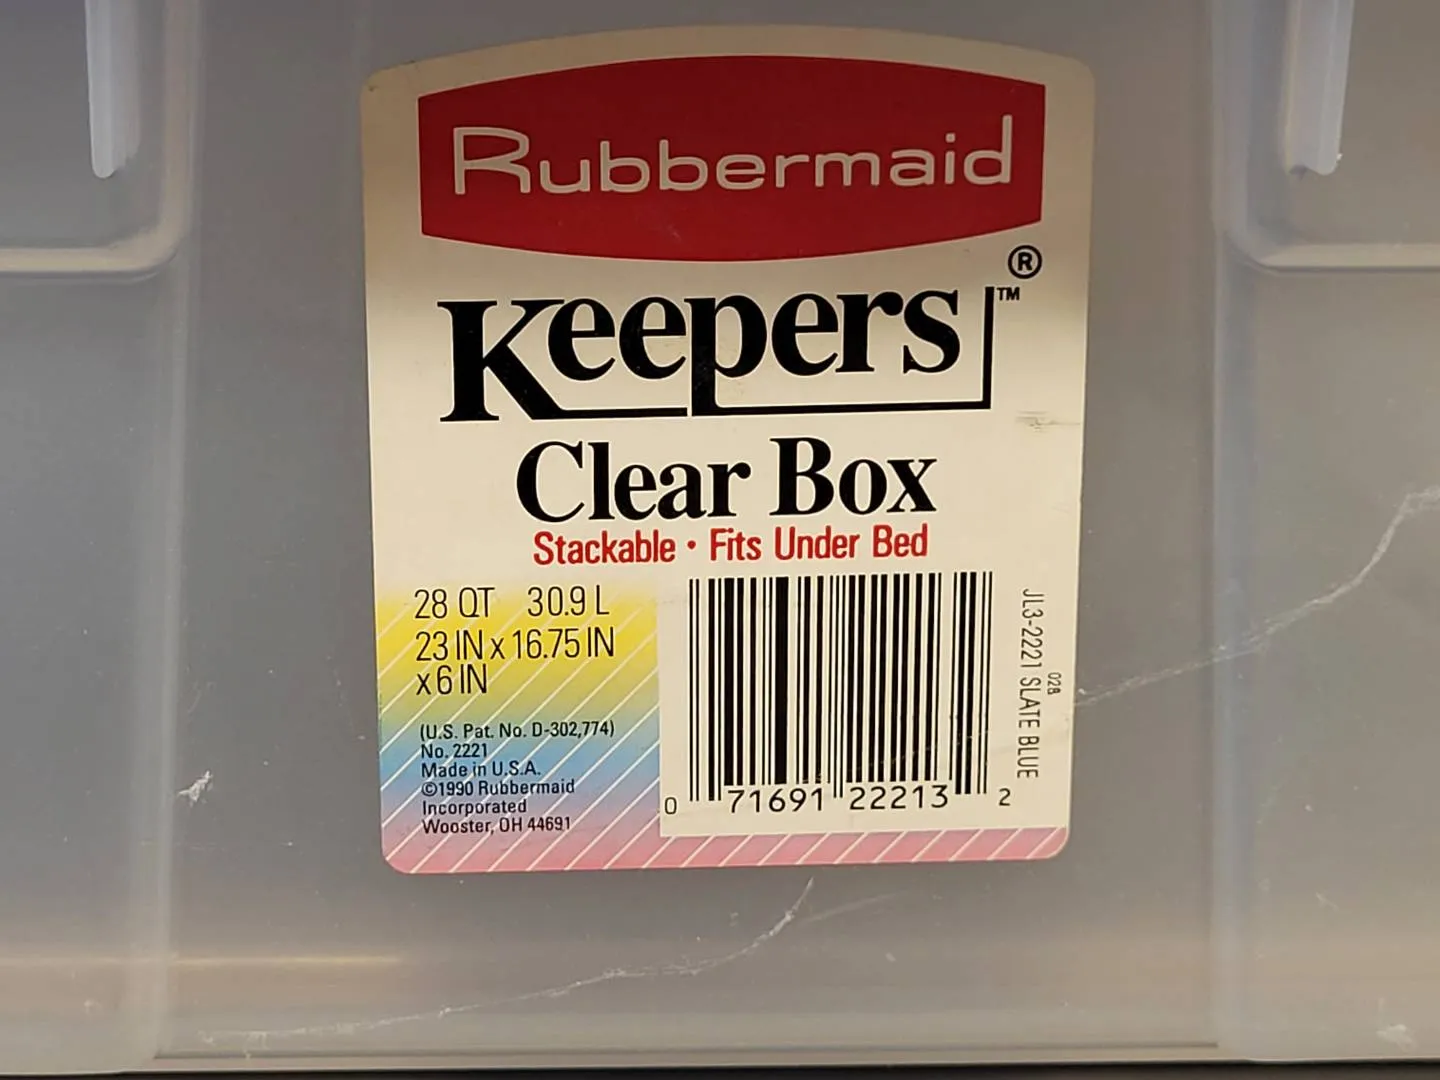 Rubbermaid
®
Keepers™
Clear Box
Stackable • Fits Under Bed
28 QT 30.9 L
23 IN x 16.75 IN
x 6 IN
(U.S. Pat. No. D-302,774)
No. 2221
Made in U.S.A.
©1990 Rubbermaid
Incorporated
Wooster, OH 44691
0 71691 22213 2
028
JL3-2221 SLATE BLUE